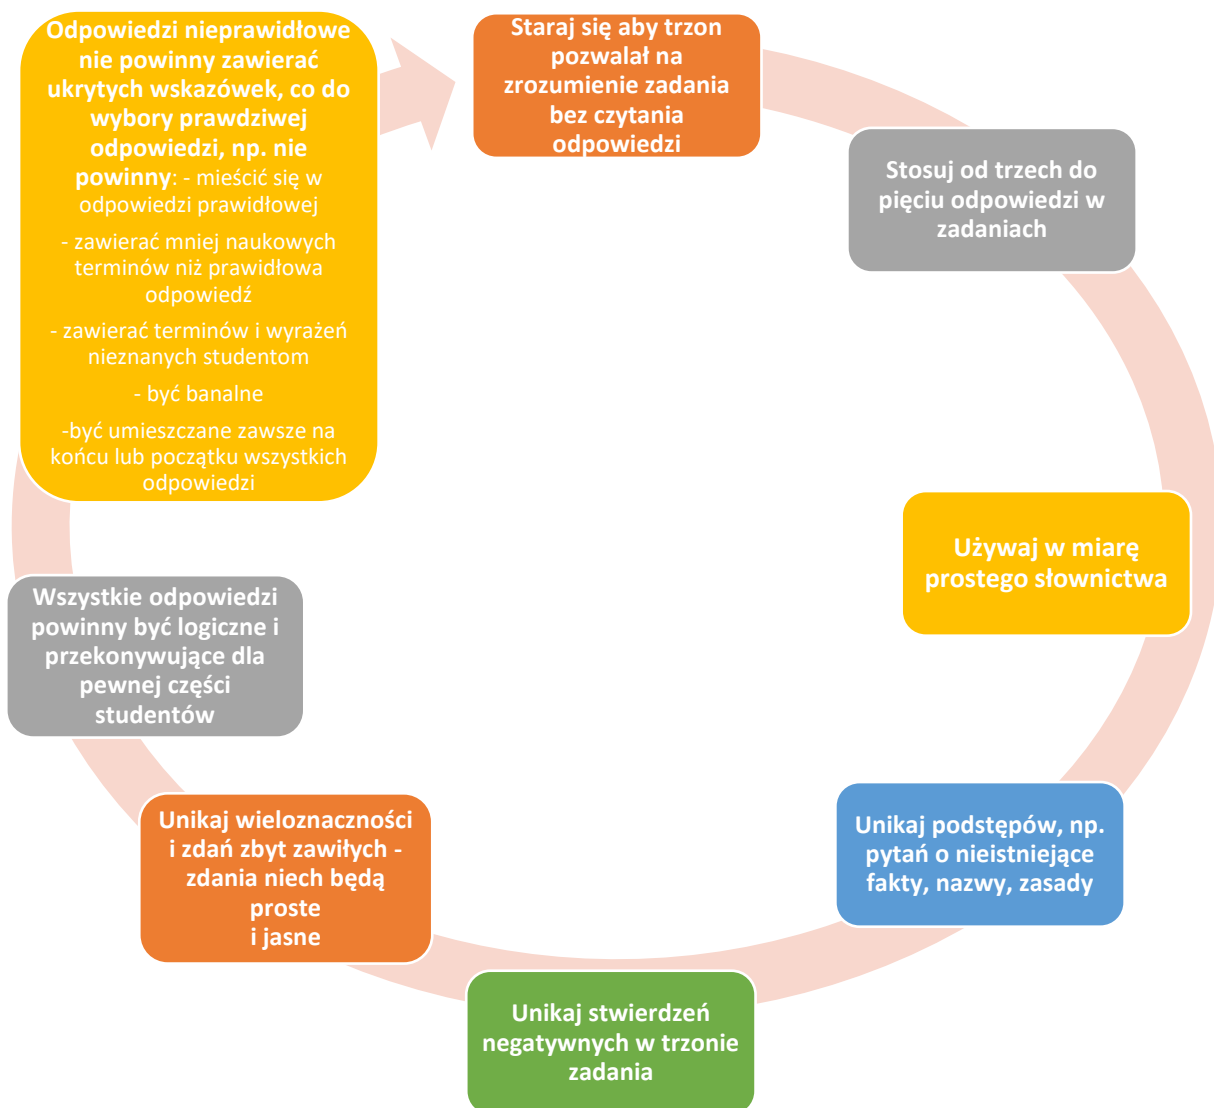 Odpowiedzi nieprawidłowe
nie powinny zawierać
ukrytych wskazówek, co do
wybory prawdziwej
odpowiedzi, np. nie
powinny: - mieścić się w
odpowiedzi prawidłowej
- zawierać mniej naukowych
terminów niż prawidłowa
odpowiedź
- zawierać terminów i wyrażeń
nieznanych studentom
- być banalne
-być umieszczane zawsze na
końcu lub początku wszystkich
odpowiedzi
Staraj się aby trzon
pozwalał na
zrozumienie zadania
bez czytania
odpowiedzi
Stosuj od trzech do
pięciu odpowiedzi w
zadaniach
Używaj w miarę
prostego słownictwa
Unikaj podstępów, np.
pytań o nieistniejące
fakty, nazwy, zasady
Unikaj stwierdzeń
negatywnych w trzonie
zadania
Unikaj wieloznaczności
i zdań zbyt zawiłych -
zdania niech będą
proste
i jasne
Wszystkie odpowiedzi
powinny być logiczne i
przekonywujące dla
pewnej części
studentów